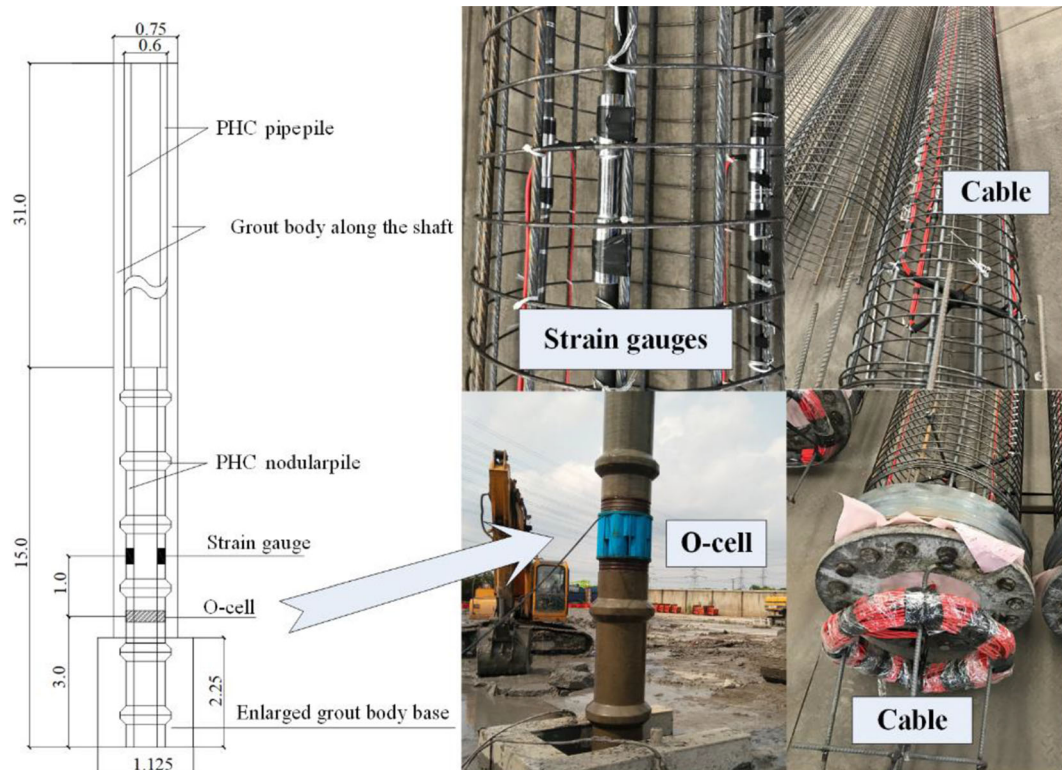 0.75
0.6
31.0
PHC pipepile
Grout body along the shaft
15.0
PHC nodularpile
Strain gauge
1.0
O-cell
3.0
2.25
Enlarged grout body base
1.125
Strain gauges
Cable
O-cell
Cable